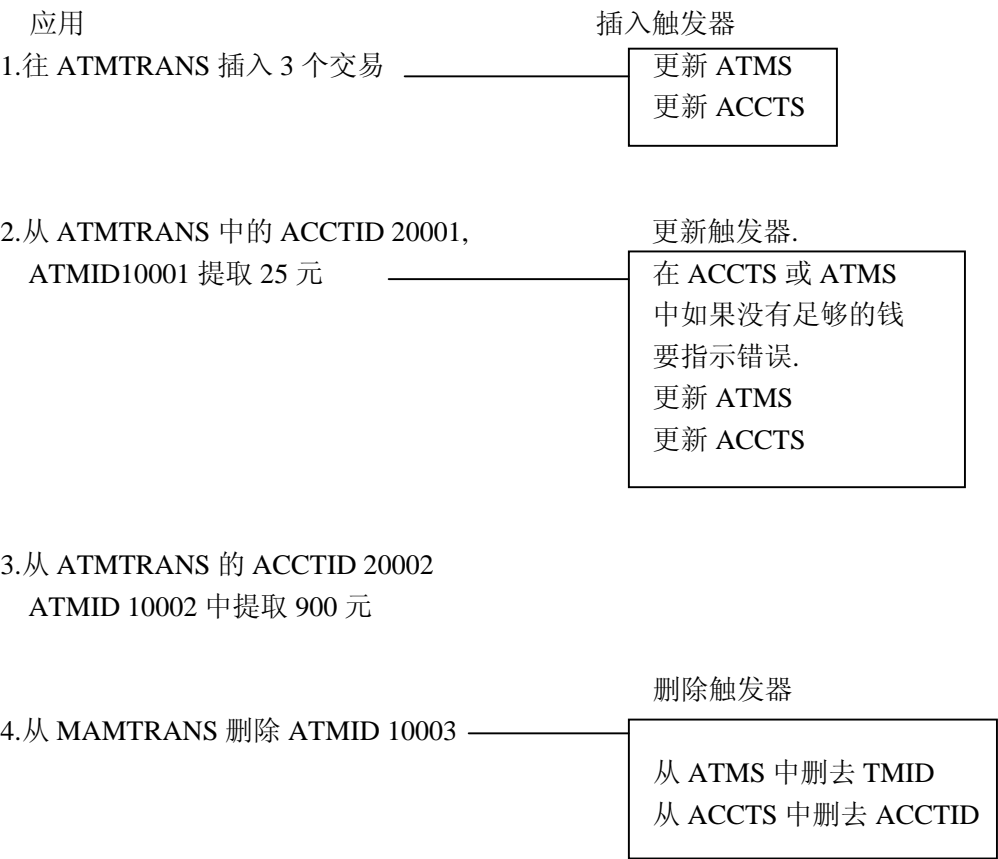 应用
插入触发器
1.往 ATMTRANS 插入 3 个交易
更新 ATMS
更新 ACCTS
2.从 ATMTRANS 中的 ACCTID 20001,
ATMID10001 提取 25 元
更新触发器.
在 ACCTS 或 ATMS
中如果没有足够的钱
要指示错误.
更新 ATMS
更新 ACCTS
3.从 ATMTRANS 的 ACCTID 20002
ATMID 10002 中提取 900 元
删除触发器
4.从 MAMTRANS 删除 ATMID 10003
从 ATMS 中删去 TMID
从 ACCTS 中删去 ACCTID